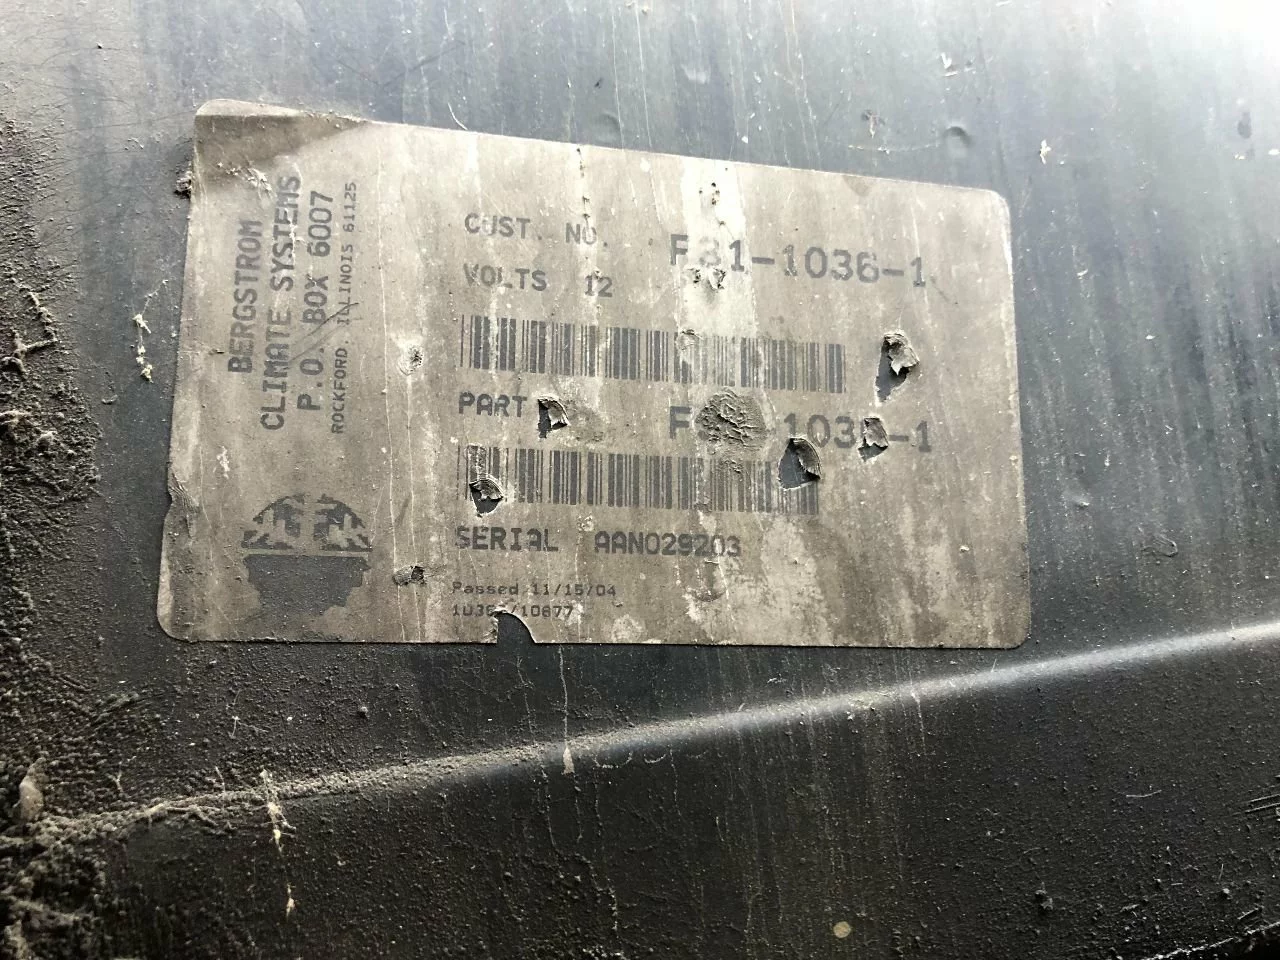 BERGSTROM
CLIMATE SYSTEMS
P.O. BOX 6007
ROCKFORD, ILLINOIS 61125
CUST. NO. F31-1036-1
VOLTS 12
PART
SERIAL AAN029203
Passed 11/15/04